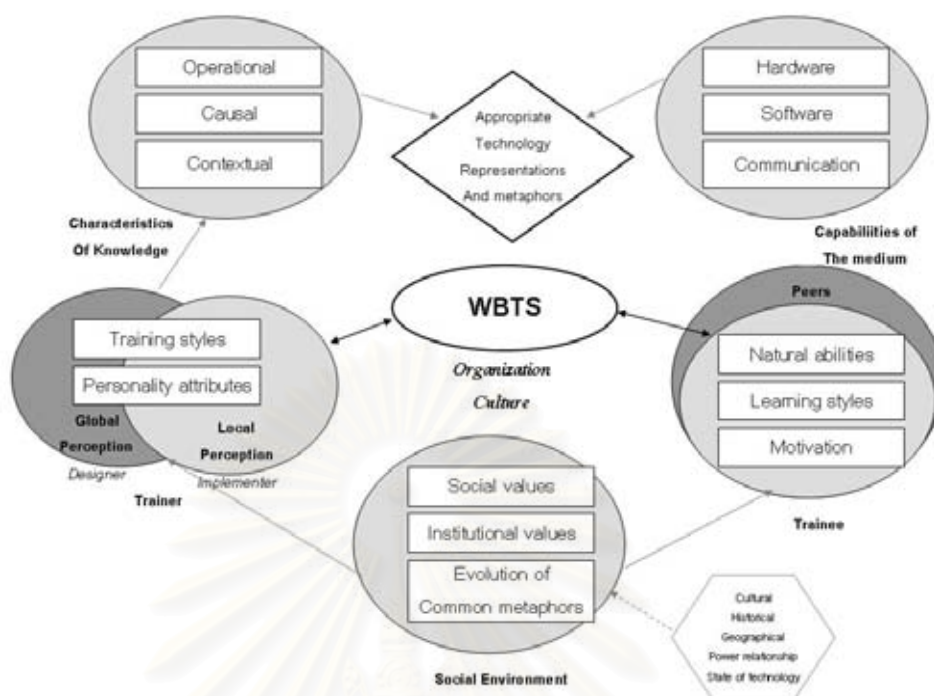 Operational
Causal
Contextual
Characteristics
Of Knowledge
Appropriate
Technology
Representations
And metaphors
Hardware
Software
Communication
Capabiliities of
The medium
Training styles
Personality attributes
Global
Perception
Designer
Local
Perception
Implementer
Trainer
WBTS
Organization
Culture
Peers
Natural abilities
Learning styles
Motivation
Trainee
Social values
Institutional values
Evolution of
Common metaphors
Social Environment
Cultural
Historical
Geographical
Power relationship
State of technology